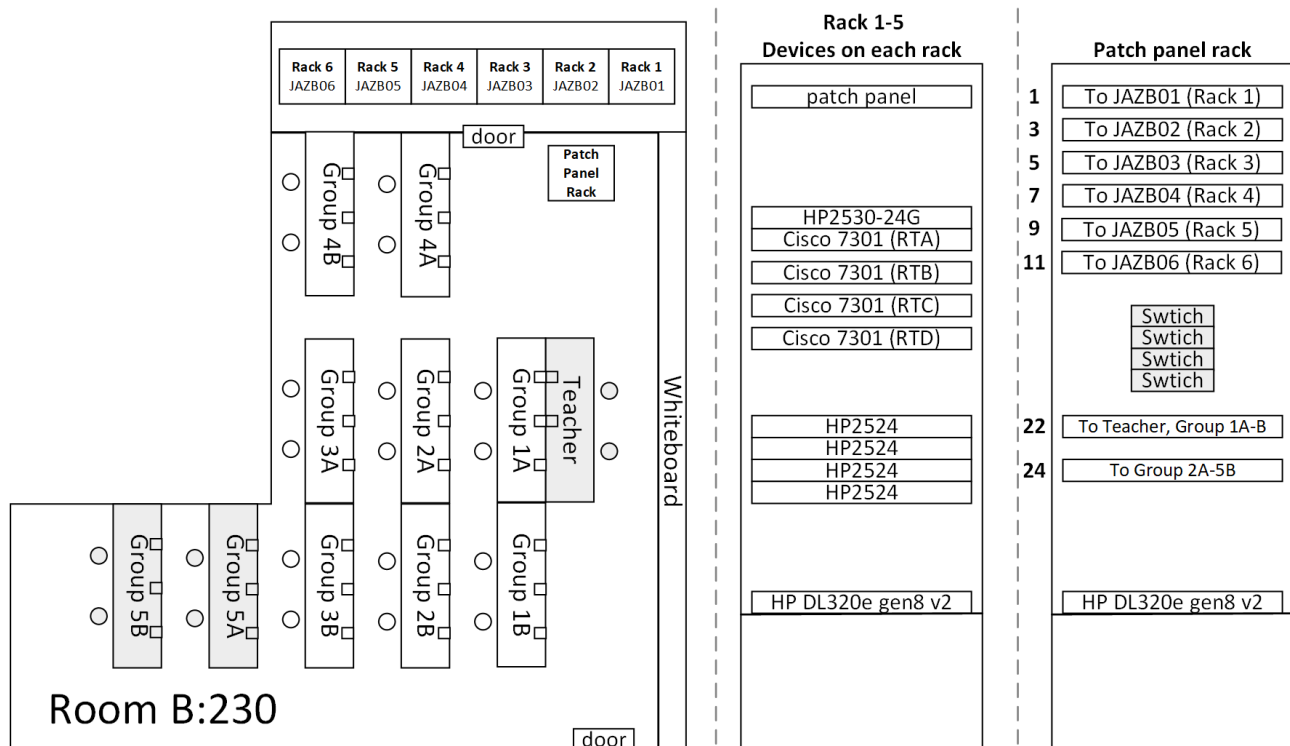 Rack 6
JAZB06
Rack 5
JAZB05
Rack 4
JAZB04
Rack 3
JAZB03
Rack 2
JAZB02
Rack 1
JAZB01
door
Patch
Panel
Rack
Group 4B
Group 4A
Group 3A
Group 2A
Group 1A
Teacher
Whiteboard
Group 5B
Group 5A
Group 3B
Group 2B
Group 1B
Room B:230
door
Rack 1-5
Devices on each rack
patch panel
HP2530-24G
Cisco 7301 (RTA)
Cisco 7301 (RTB)
Cisco 7301 (RTC)
Cisco 7301 (RTD)
HP2524
HP2524
HP2524
HP2524
HP DL320e gen8 v2
Patch panel rack
1 To JAZB01 (Rack 1)
3 To JAZB02 (Rack 2)
5 To JAZB03 (Rack 3)
7 To JAZB04 (Rack 4)
9 To JAZB05 (Rack 5)
11 To JAZB06 (Rack 6)
Swtich
Swtich
Swtich
Swtich
22 To Teacher, Group 1A-B
24 To Group 2A-5B
HP DL320e gen8 v2